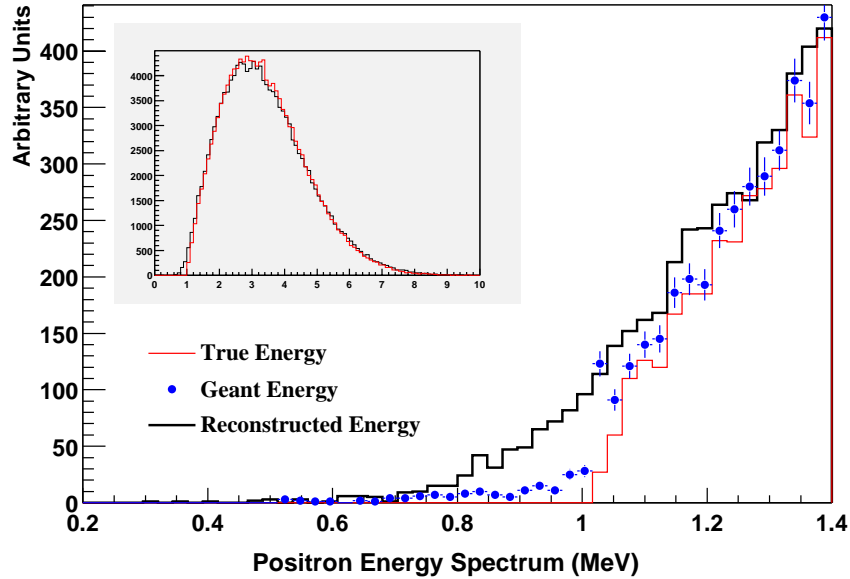 Arbitrary Units
400
350
300
250
200
150
100
50
0
4000
3500
3000
2500
2000
1500
1000
500
0
0 1 2 3 4 5 6 7 8 9 10
True Energy
Geant Energy
Reconstructed Energy
0.2 0.4 0.6 0.8 1 1.2 1.4
Positron Energy Spectrum (MeV)